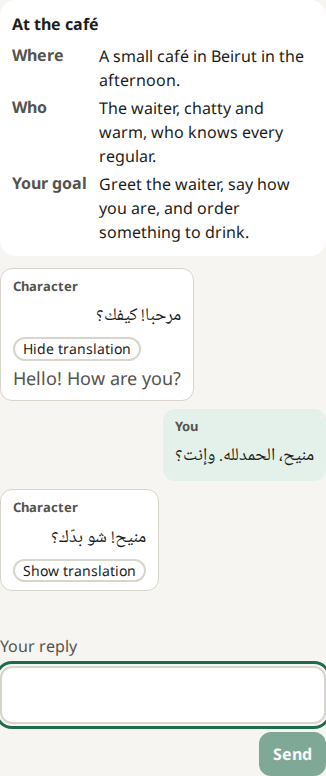 At the café
Where
A small café in Beirut in the
afternoon.
Who
The waiter, chatty and
warm, who knows every
regular.
Your goal
Greet the waiter, say how
you are, and order
something to drink.
Character
مرحبا! كيفك؟
Hide translation
Hello! How are you?
You
منيح، الحمدلله. وإنت؟
Character
منيح! شو بدّك؟
Show translation
Your reply
Send